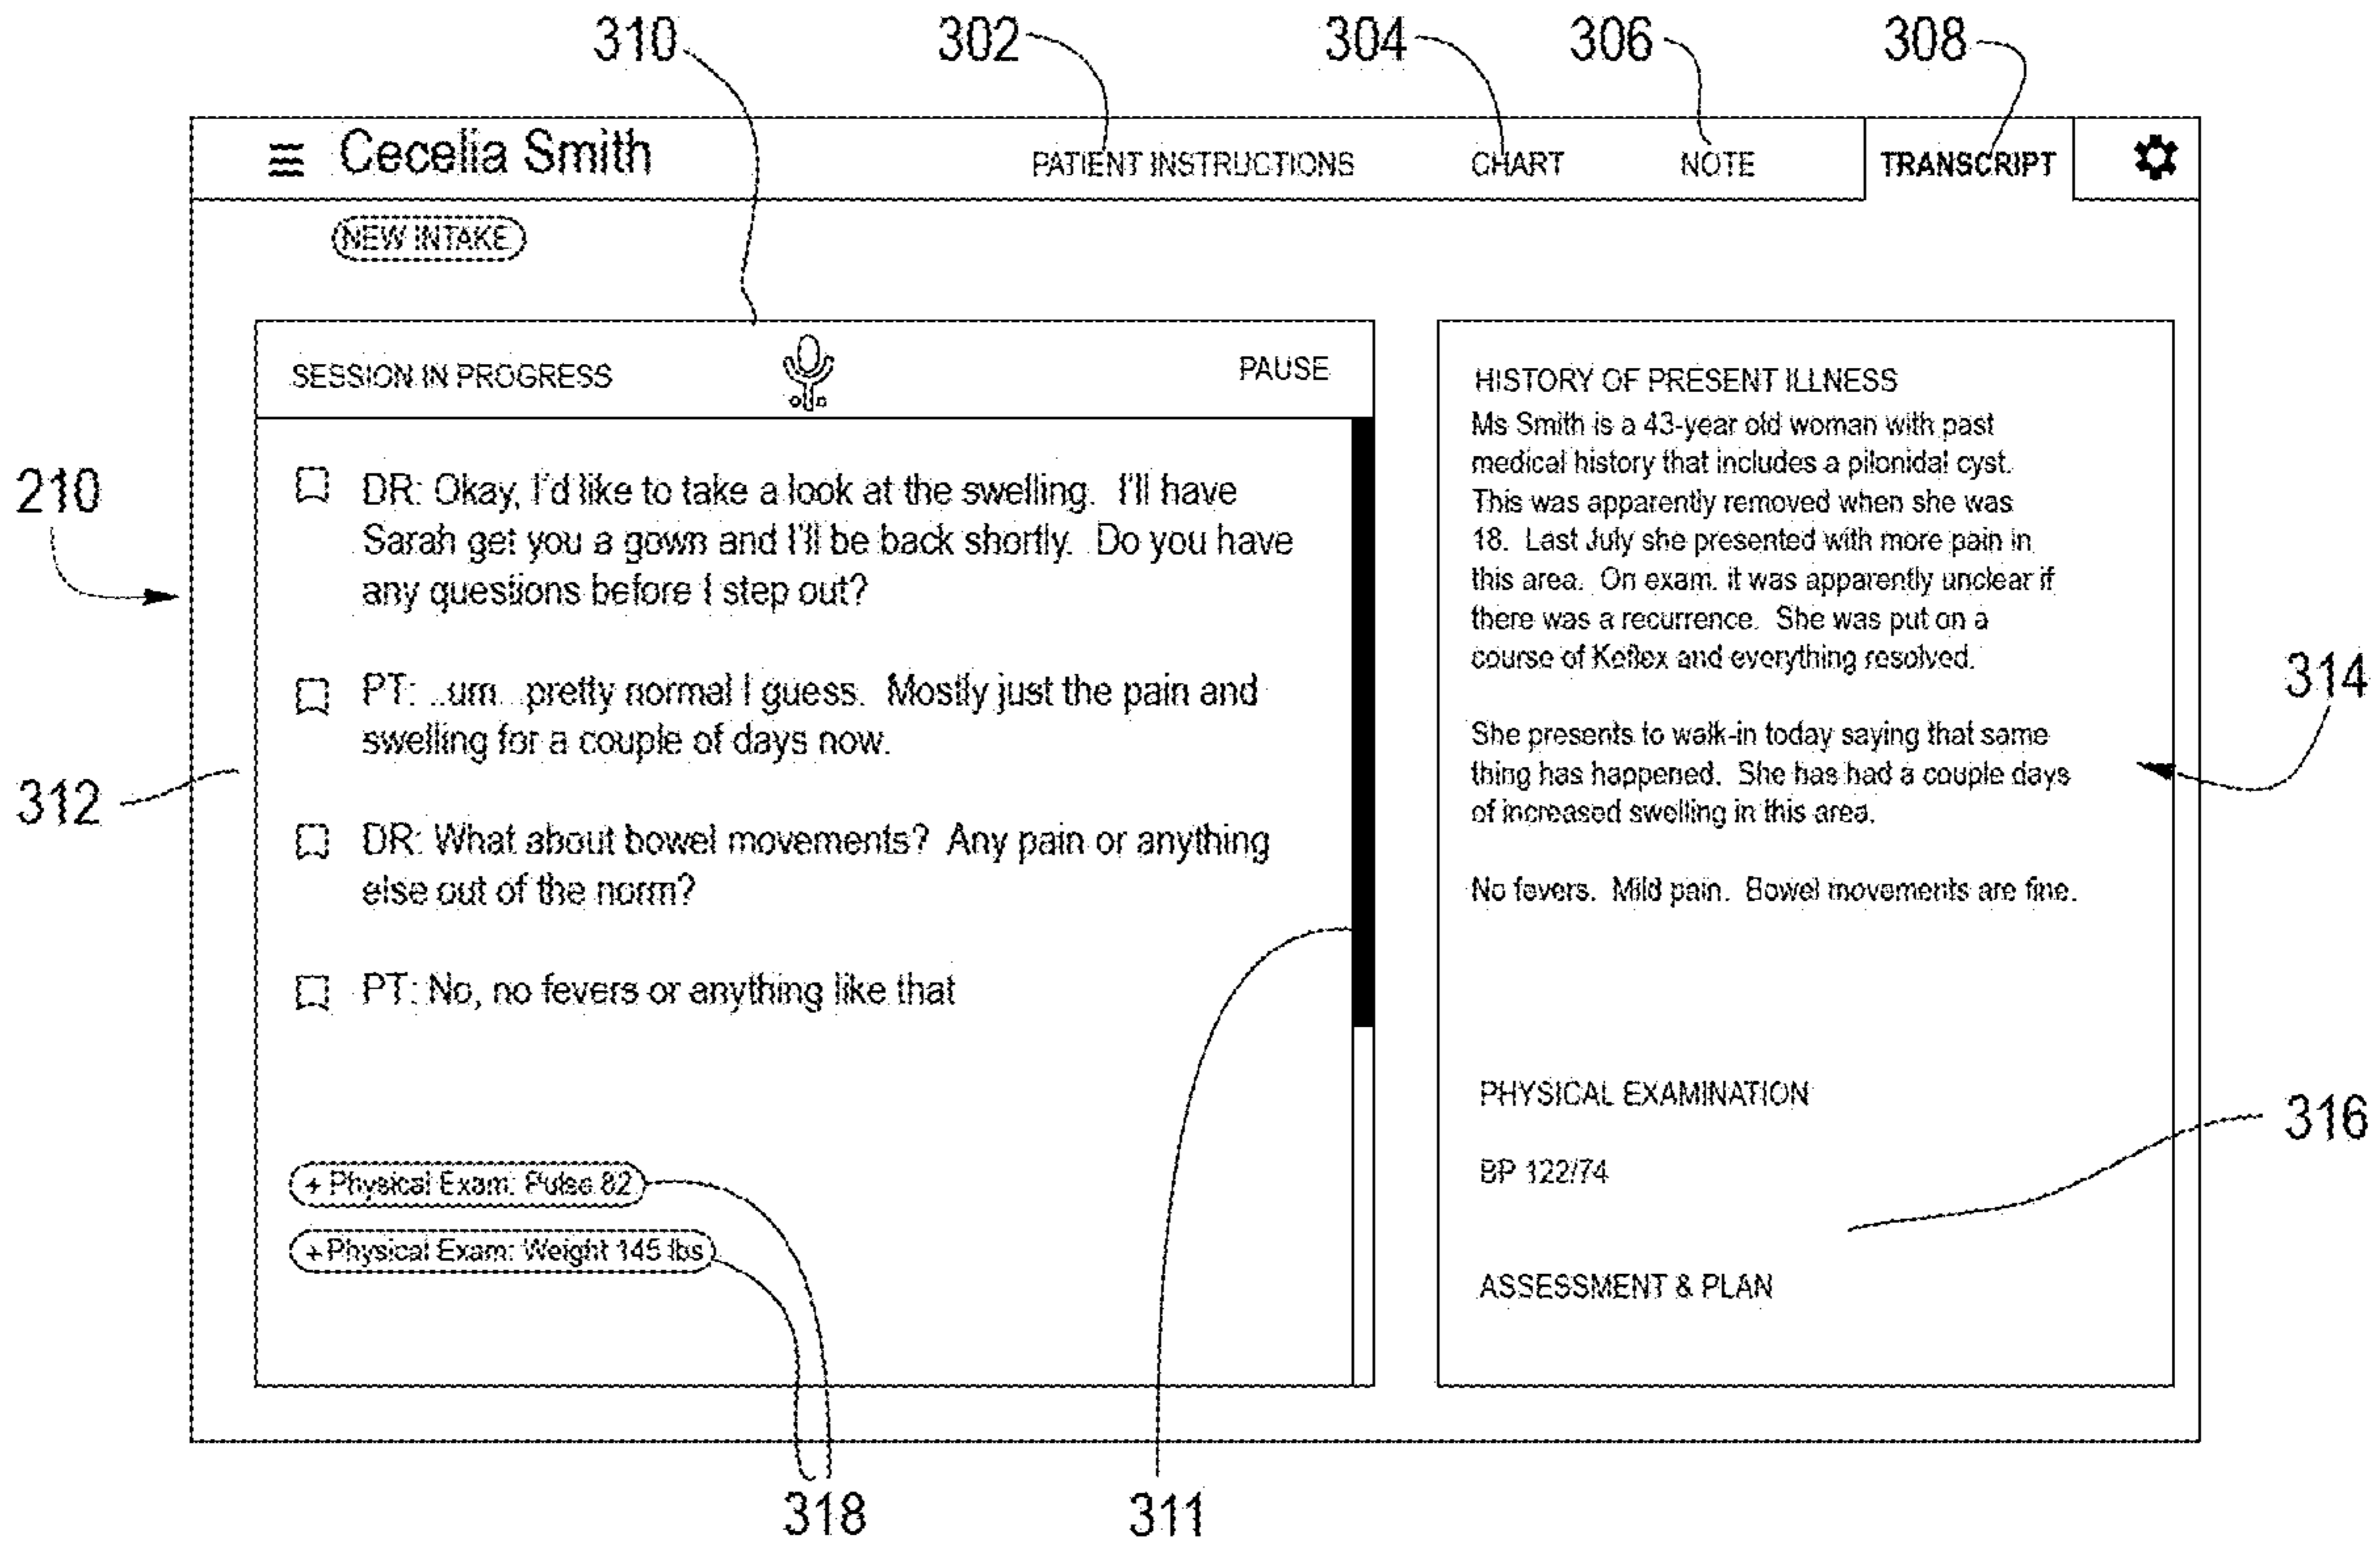 310 302 304 306 308
Cecelia Smith
PATIENT INSTRUCTIONS CHART NOTE TRANSCRIPT
NEW INTAKE
SESSION IN PROGRESS PAUSE
DR: Okay, I'd like to take a look at the swelling. I'll have
Sarah get you a gown and I'll be back shortly. Do you have
any questions before I step out?
PT: ..um...pretty normal I guess. Mostly just the pain and
swelling for a couple of days now.
DR: What about bowel movements? Any pain or anything
else out of the norm?
PT: No, no fevers or anything like that
+ Physical Exam: Pulse 82
+ Physical Exam: Weight 145 lbs
HISTORY OF PRESENT ILLNESS
Ms Smith is a 43-year old woman with past
medical history that includes a pilonidal cyst.
This was apparently removed when she was
18. Last July she presented with more pain in
this area. On exam. it was apparently unclear if
there was a recurrence. She was put on a
course of Keflex and everything resolved.
She presents to walk-in today saying that same
thing has happened. She has had a couple days
of increased swelling in this area.
No fevers. Mild pain. Bowel movements are fine.
PHYSICAL EXAMINATION
BP 122/74
ASSESSMENT & PLAN
210
312
314
316
318 311